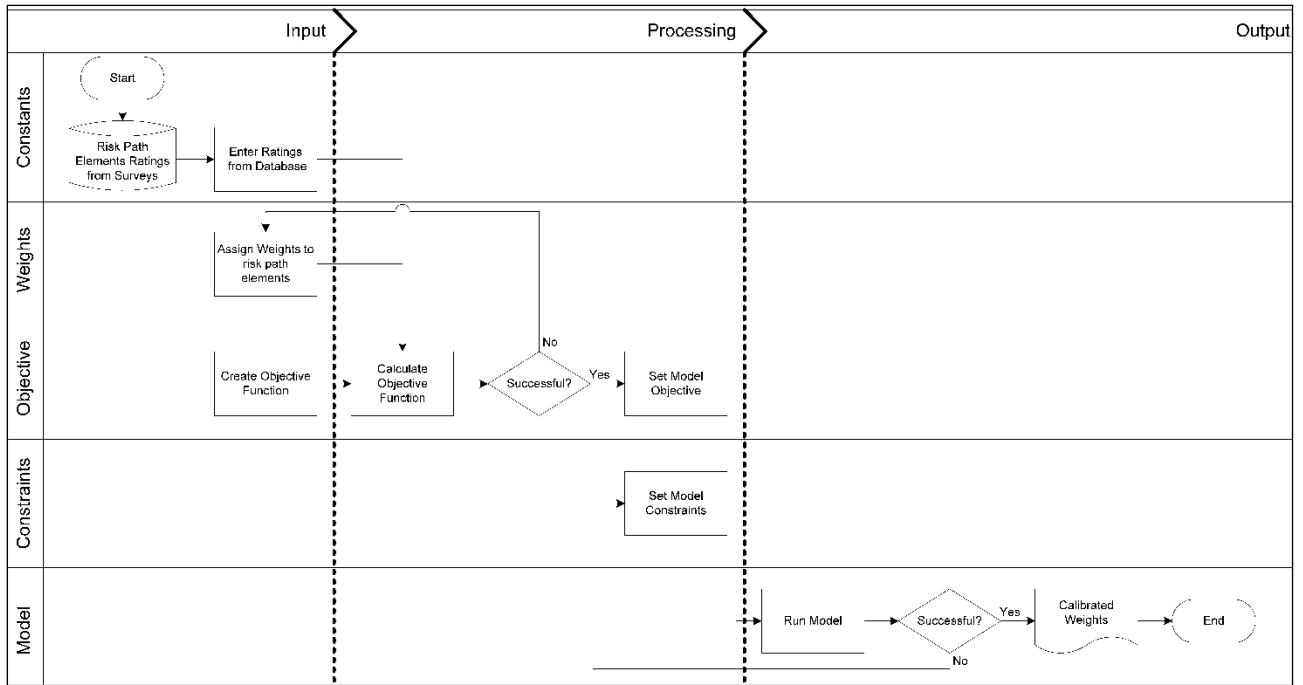 Input
Processing
Output
Constants
Start
Risk Path
Elements Ratings
from Surveys
Enter Ratings
from Database
Weights
Assign Weights to
risk path
elements
Objective
Create Objective
Function
Calculate
Objective
Function
Successful?
No
Yes
Set Model
Objective
Constraints
Set Model
Constraints
Model
Run Model
Successful?
Yes
No
Calibrated
Weights
End